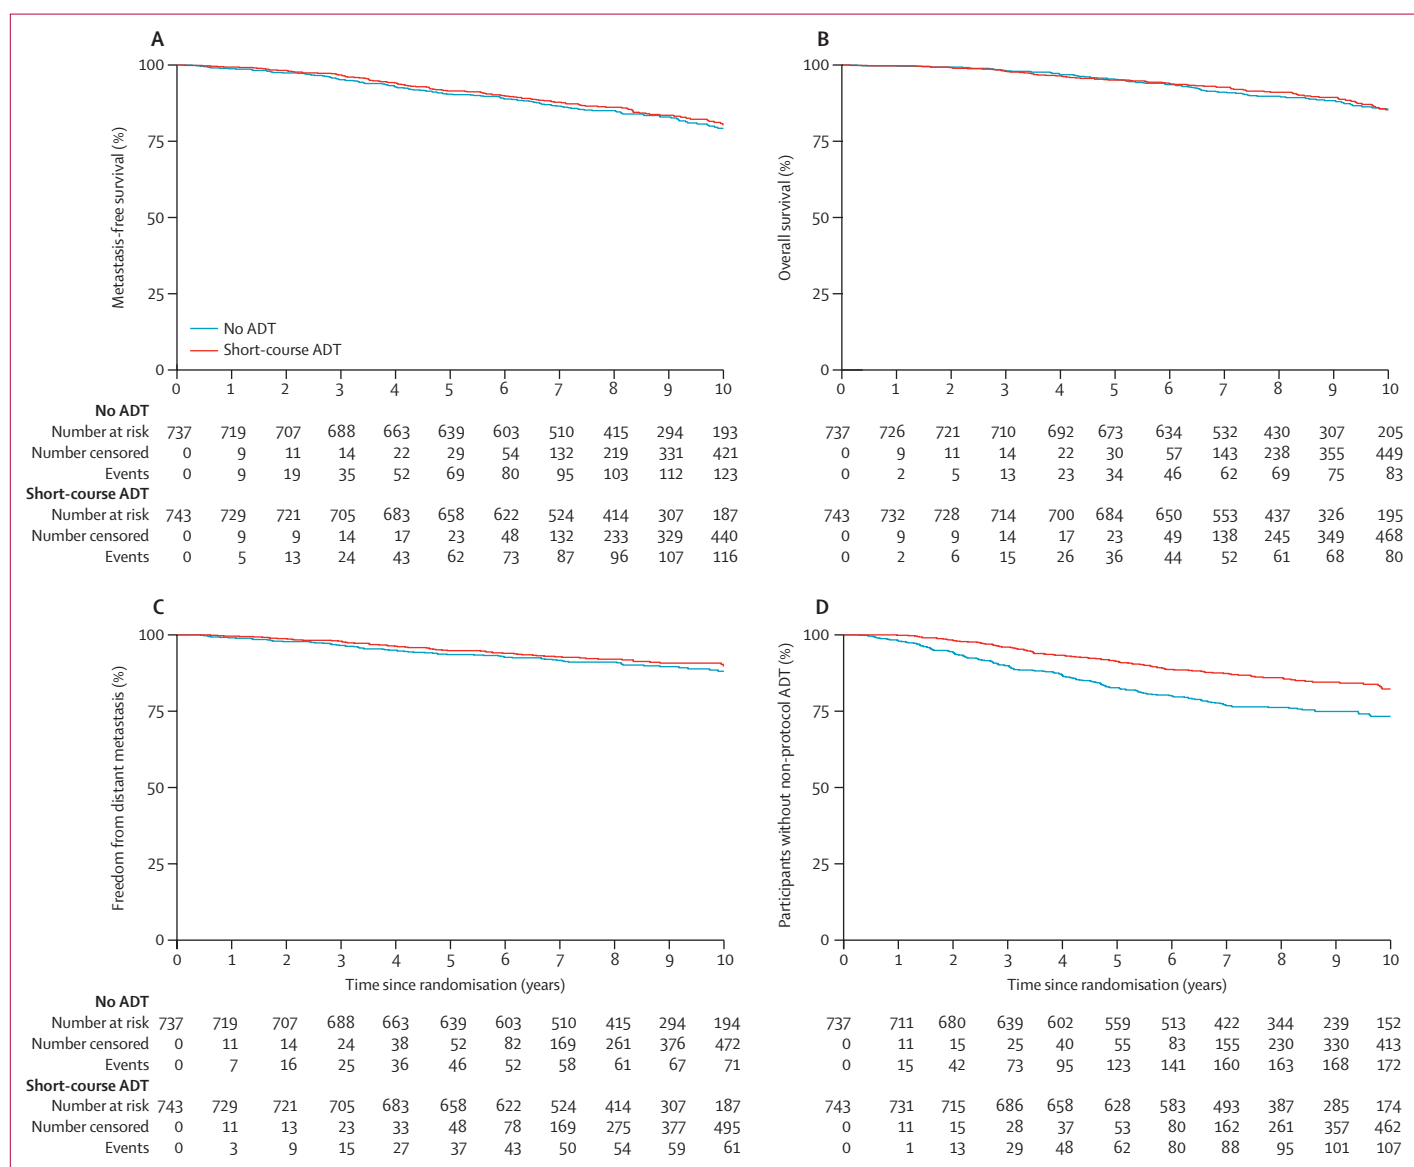 A
100
75
50
25
0
Metastasis-free survival (%)
No ADT
Short-course ADT
0 1 2 3 4 5 6 7 8 9 10
B
100
75
50
25
0
Overall survival (%)
0 1 2 3 4 5 6 7 8 9 10
No ADT
Number at risk 737 719 707 688 663 639 603 510 415 294 193
Number censored 0 9 11 14 22 29 54 132 219 331 421
Events 0 9 19 35 52 69 80 95 103 112 123
Short-course ADT
Number at risk 743 729 721 705 683 658 622 524 414 307 187
Number censored 0 9 9 14 17 23 48 132 233 329 440
Events 0 5 13 24 43 62 73 87 96 107 116
737 726 721 710 692 673 634 532 430 307 205
0 9 11 14 22 30 57 143 238 355 449
0 2 5 13 23 34 46 62 69 75 83
743 732 728 714 700 684 650 553 437 326 195
0 9 9 14 17 23 49 138 245 349 468
0 2 6 15 26 36 44 52 61 68 80
C
100
75
50
25
0
Freedom from distant metastasis (%)
0 1 2 3 4 5 6 7 8 9 10
Time since randomisation (years)
D
100
75
50
25
0
Participants without non-protocol ADT (%)
0 1 2 3 4 5 6 7 8 9 10
Time since randomisation (years)
No ADT
Number at risk 737 719 707 688 663 639 603 510 415 294 194
Number censored 0 11 14 24 38 52 82 169 261 376 472
Events 0 7 16 25 36 46 52 58 61 67 71
Short-course ADT
Number at risk 743 729 721 705 683 658 622 524 414 307 187
Number censored 0 11 13 23 33 48 78 169 275 377 495
Events 0 3 9 15 27 37 43 50 54 59 61
737 711 680 639 602 559 513 422 344 239 152
0 11 15 25 40 55 83 155 230 330 413
0 15 42 73 95 123 141 160 163 168 172
743 731 715 686 658 628 583 493 387 285 174
0 11 15 28 37 53 80 162 261 357 462
0 1 13 29 48 62 80 88 95 101 107